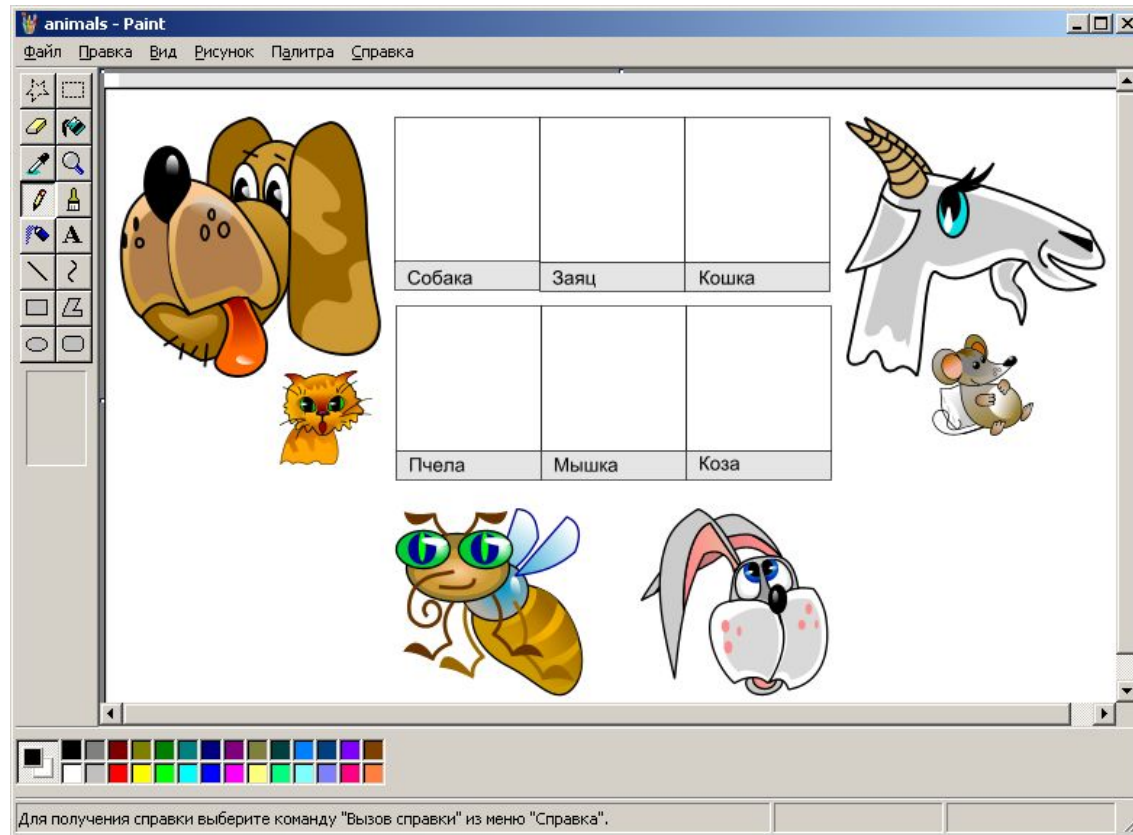 animals - Paint
Файл Правка Вид Рисунок Палитра Справка
A
Собака Заяц Кошка
Пчела Мышка Коза
Для получения справки выберите команду "Вызов справки" из меню "Справка".